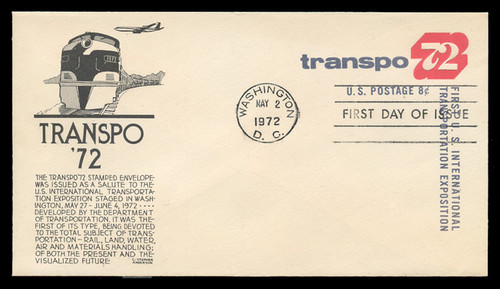 TRANSPO
'72
THE TRANSPO'72 STAMPED ENVELOPE
WAS ISSUED AS A SALUTE TO THE
U.S. INTERNATIONAL TRANSPORTA-
TION EXPOSITION STAGED IN WASH-
INGTON, MAY 27 - JUNE 4, 1972 ....
DEVELOPED BY THE DEPARTMENT
OF TRANSPORTATION, IT WAS THE
FIRST OF ITS TYPE, BEING DEVOTED
TO THE TOTAL SUBJECT OF TRANS-
PORTATION - RAIL, LAND, WATER,
AIR AND MATERIALS HANDLING;
OF BOTH THE PRESENT AND THE
VISUALIZED FUTURE.
WASHINGTON
MAY 2
1972
D. C.
transpo 72
U.S. POSTAGE 8¢
FIRST DAY OF ISSUE
FIRST U.S. INTERNATIONAL
TRANSPORTATION EXPOSITION